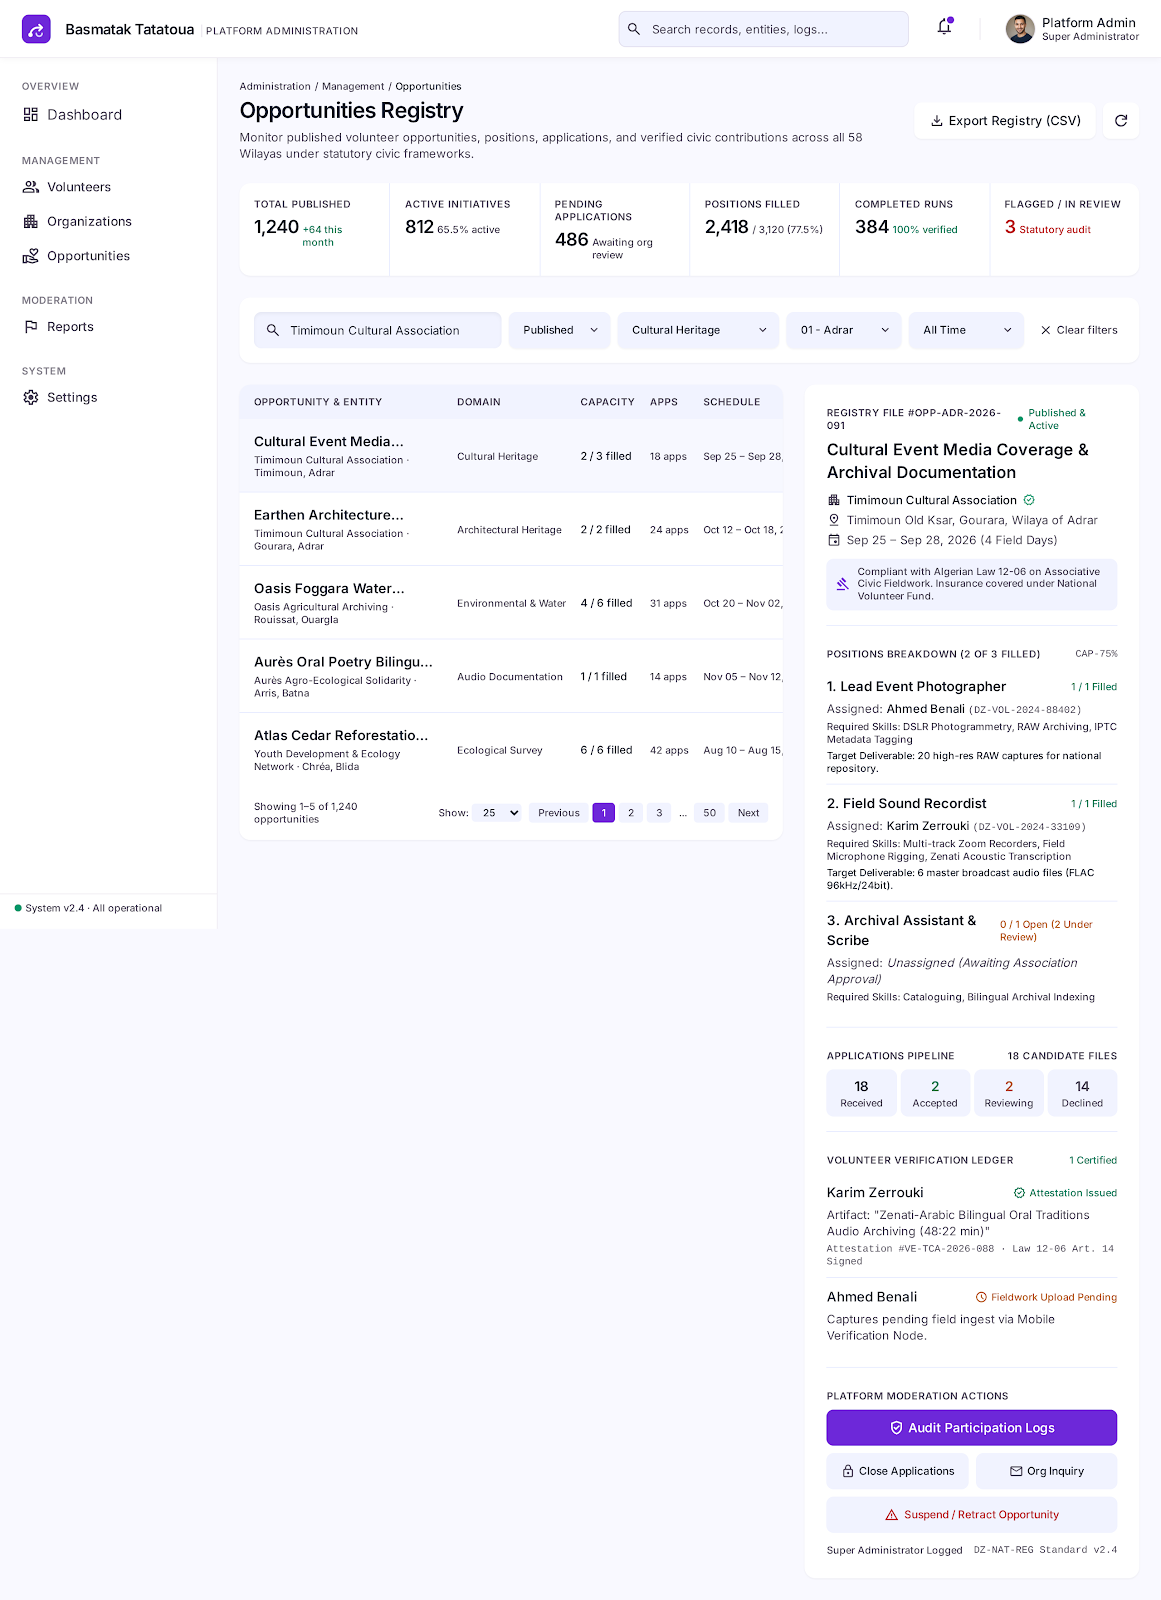 Basmatak Tatatoua
PLATFORM ADMINISTRATION
Search records, entities, logs...
Platform Admin
Super Administrator
OVERVIEW
Dashboard
MANAGEMENT
Volunteers
Organizations
Opportunities
MODERATION
Reports
SYSTEM
Settings
System v2.4 · All operational
Administration / Management / Opportunities
Opportunities Registry
Monitor published volunteer opportunities, positions, applications, and verified civic contributions across all 58
Wilayas under statutory civic frameworks.
Export Registry (CSV)
TOTAL PUBLISHED
1,240 +64 this
month
ACTIVE INITIATIVES
812 65.5% active
PENDING
APPLICATIONS
486 Awaiting org
review
POSITIONS FILLED
2,418 / 3,120 (77.5%)
COMPLETED RUNS
384 100% verified
FLAGGED / IN REVIEW
3 Statutory audit
Timimoun Cultural Association
Published
Cultural Heritage
01 - Adrar
All Time
Clear filters
OPPORTUNITY & ENTITY DOMAIN CAPACITY APPS SCHEDULE
Cultural Event Media...
Timimoun Cultural Association ·
Timimoun, Adrar
Cultural Heritage
2 / 3 filled
18 apps
Sep 25 – Sep 28,
Earthen Architecture...
Timimoun Cultural Association ·
Gourara, Adrar
Architectural Heritage
2 / 2 filled
24 apps
Oct 12 – Oct 18, 2
Oasis Foggara Water...
Oasis Agricultural Archiving ·
Rouissat, Ouargla
Environmental & Water
4 / 6 filled
31 apps
Oct 20 – Nov 02,
Aurès Oral Poetry Bilingu...
Aurès Agro-Ecological Solidarity ·
Arris, Batna
Audio Documentation
1 / 1 filled
14 apps
Nov 05 – Nov 12,
Atlas Cedar Reforestatio...
Youth Development & Ecology
Network · Chréa, Blida
Ecological Survey
6 / 6 filled
42 apps
Aug 10 – Aug 15,
Showing 1–5 of 1,240
opportunities
Show: 25 Previous 1 2 3 ... 50 Next
REGISTRY FILE #OPP-ADR-2026-
091
Published &
Active
Cultural Event Media Coverage &
Archival Documentation
Timimoun Cultural Association
Timimoun Old Ksar, Gourara, Wilaya of Adrar
Sep 25 – Sep 28, 2026 (4 Field Days)
Compliant with Algerian Law 12-06 on Associative
Civic Fieldwork. Insurance covered under National
Volunteer Fund.
POSITIONS BREAKDOWN (2 OF 3 FILLED) CAP-75%
1. Lead Event Photographer 1 / 1 Filled
Assigned: Ahmed Benali (DZ-VOL-2024-88402)
Required Skills: DSLR Photogrammetry, RAW Archiving, IPTC
Metadata Tagging
Target Deliverable: 20 high-res RAW captures for national
repository.
2. Field Sound Recordist 1 / 1 Filled
Assigned: Karim Zerrouki (DZ-VOL-2024-33109)
Required Skills: Multi-track Zoom Recorders, Field
Microphone Rigging, Zenati Acoustic Transcription
Target Deliverable: 6 master broadcast audio files (FLAC
96kHz/24bit).
3. Archival Assistant &
Scribe
0 / 1 Open (2 Under
Review)
Assigned: Unassigned (Awaiting Association
Approval)
Required Skills: Cataloguing, Bilingual Archival Indexing
APPLICATIONS PIPELINE 18 CANDIDATE FILES
18
Received
2
Accepted
2
Reviewing
14
Declined
VOLUNTEER VERIFICATION LEDGER 1 Certified
Karim Zerrouki Attestation Issued
Artifact: "Zenati-Arabic Bilingual Oral Traditions
Audio Archiving (48:22 min)"
Attestation #VE-TCA-2026-088 · Law 12-06 Art. 14
Signed
Ahmed Benali Fieldwork Upload Pending
Captures pending field ingest via Mobile
Verification Node.
PLATFORM MODERATION ACTIONS
Audit Participation Logs
Close Applications
Org Inquiry
Suspend / Retract Opportunity
Super Administrator Logged DZ-NAT-REG Standard v2.4